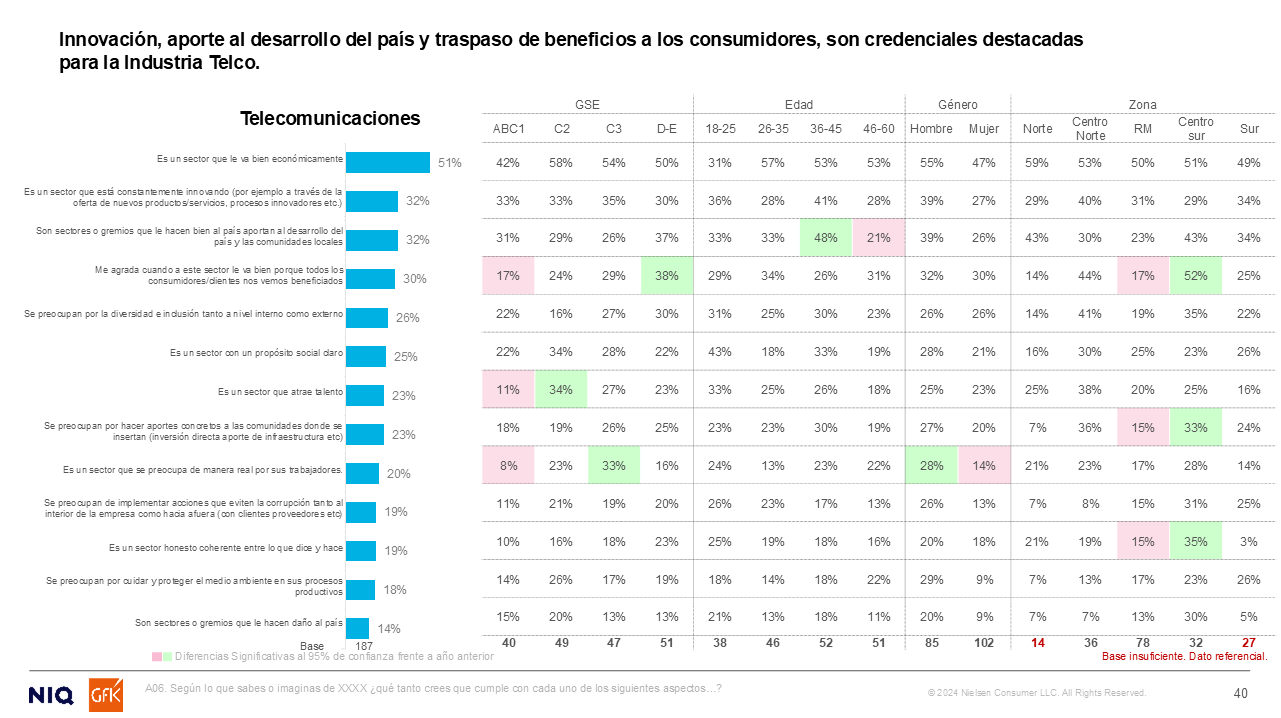 Innovación, aporte al desarrollo del país y traspaso de beneficios a los consumidores, son credenciales destacadas
para la Industria Telco.
Telecomunicaciones
GSE Edad Género Zona
ABC1 C2 C3 D-E 18-25 26-35 36-45 46-60 Hombre Mujer Norte Centro Norte RM Centro sur Sur
Es un sector que le va bien económicamente 51% 42% 58% 54% 50% 31% 57% 53% 53% 55% 47% 59% 53% 50% 51% 49%
Es un sector que está constantemente innovando (por ejemplo a través de la
oferta de nuevos productos/servicios, procesos innovadores etc.) 32% 33% 33% 35% 30% 36% 28% 41% 28% 39% 27% 29% 40% 31% 29% 34%
Son sectores o gremios que le hacen bien al país aportan al desarrollo del
país y las comunidades locales 32% 31% 29% 26% 37% 33% 33% 48% 21% 39% 26% 43% 30% 23% 43% 34%
Me agrada cuando a este sector le va bien porque todos los
consumidores/clientes nos vemos beneficiados 30% 17% 24% 29% 38% 29% 34% 26% 31% 32% 30% 14% 44% 17% 52% 25%
Se preocupan por la diversidad e inclusión tanto a nivel interno como externo 26% 22% 16% 27% 30% 31% 25% 30% 23% 26% 26% 14% 41% 19% 35% 22%
Es un sector con un propósito social claro 25% 22% 34% 28% 22% 43% 18% 33% 19% 28% 21% 16% 30% 25% 23% 26%
Es un sector que atrae talento 23% 11% 34% 27% 23% 33% 25% 26% 18% 25% 23% 25% 38% 20% 25% 16%
Se preocupa por hacer aportes concretos a las comunidades donde se
insertan (inversión directa aporte de infraestructura etc) 23% 18% 19% 26% 25% 23% 23% 30% 19% 27% 20% 7% 36% 15% 33% 24%
Es un sector que se preocupa de manera real por sus trabajadores. 20% 8% 23% 33% 16% 24% 13% 23% 22% 28% 14% 21% 23% 17% 28% 14%
Se preocupan de implementar acciones que eviten la corrupción tanto al
interior de la empresa como hacia afuera (con clientes proveedores etc) 19% 11% 21% 19% 20% 26% 23% 17% 13% 26% 13% 7% 8% 15% 31% 25%
Es un sector honesto coherente entre lo que dice y hace 19% 10% 16% 18% 23% 25% 19% 18% 16% 20% 18% 21% 19% 15% 35% 3%
Se preocupan por cuidar y proteger el medio ambiente en sus procesos
productivos 18% 14% 26% 17% 19% 18% 14% 18% 22% 29% 9% 7% 13% 17% 23% 26%
Son sectores o gremios que le hacen daño al país 14% 15% 20% 13% 13% 21% 13% 18% 11% 20% 9% 7% 7% 13% 30% 5%
Base 187 40 49 47 51 38 46 52 51 85 102 14 36 78 32 27
Diferencias Significativas al 95% de confianza frente a año anterior
Base insuficiente. Dato referencial.
NIQ GFK
A06. Según lo que sabes o imaginas de XXXX ¿qué tanto crees que cumple con cada uno de los siguientes aspectos…?
© 2024 Nielsen Consumer LLC. All Rights Reserved.
40